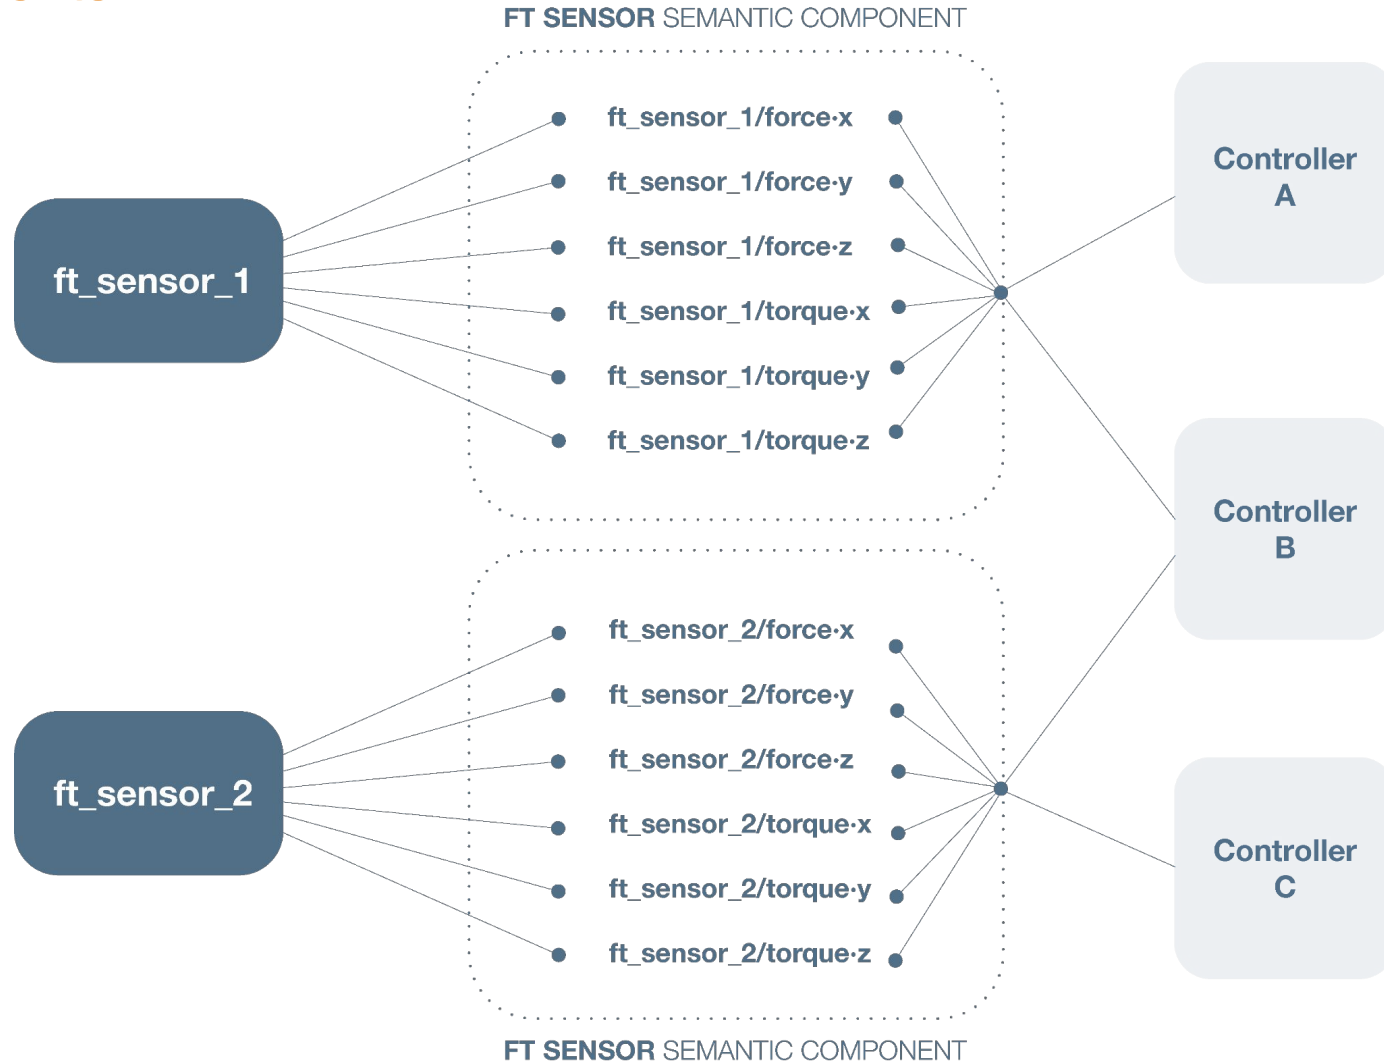 FT SENSOR SEMANTIC COMPONENT
ft_sensor_1/force·x
ft_sensor_1/force·y
ft_sensor_1/force·z
ft_sensor_1/torque·x
ft_sensor_1/torque·y
ft_sensor_1/torque·z
ft_sensor_1
Controller
A
Controller
B
ft_sensor_2/force·x
ft_sensor_2/force·y
ft_sensor_2/force·z
ft_sensor_2/torque·x
ft_sensor_2/torque·y
ft_sensor_2/torque·z
ft_sensor_2
Controller
C
FT SENSOR SEMANTIC COMPONENT